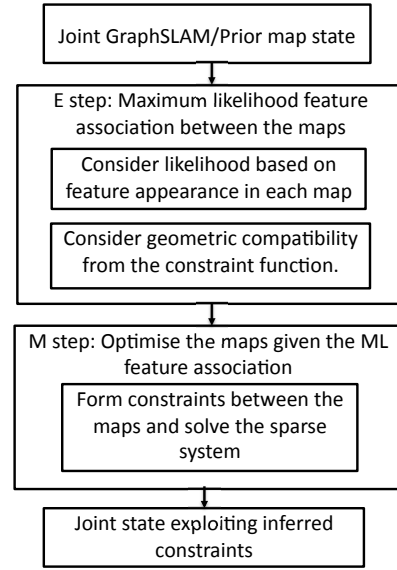 Joint GraphSLAM/Prior map state
E step: Maximum likelihood feature
association between the maps
Consider likelihood based on
feature appearance in each map
Consider geometric compatibility
from the constraint function.
M step: Optimise the maps given the ML
feature association
Form constraints between the
maps and solve the sparse
system
Joint state exploiting inferred
constraints